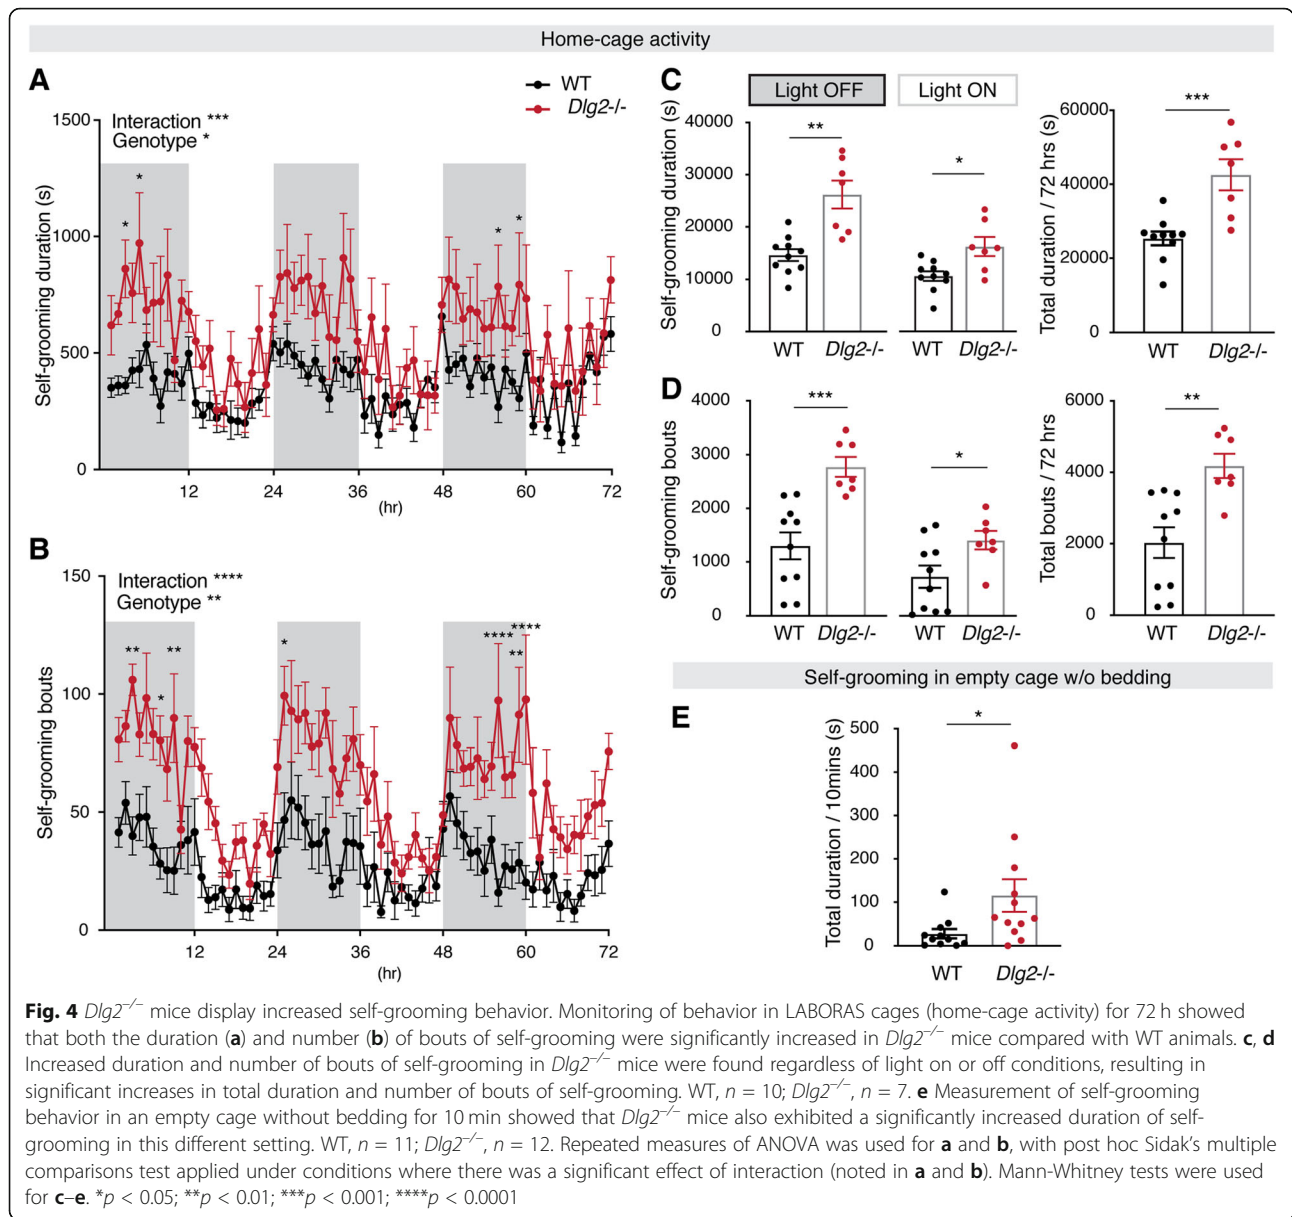 Home-cage activity
A
WT
Dlg2-/-
Interaction ***
Genotype *
Self-grooming duration (s)
1500
1000
500
0
* * * *
12 24 36 48 60 72
(hr)
B
Interaction ****
Genotype **
Self-grooming bouts
150
100
50
0
** * ** * **** ** ****
12 24 36 48 60 72
(hr)
C
Light OFF Light ON
Self-grooming duration (s)
40000
30000
20000
10000
0
** *
WT Dlg2-/- WT Dlg2-/-
Total duration / 72 hrs (s)
60000
40000
20000
0
***
WT Dlg2-/-
D
Self-grooming bouts
4000
3000
2000
1000
0
*** *
WT Dlg2-/- WT Dlg2-/-
Total bouts / 72 hrs
6000
4000
2000
0
**
WT Dlg2-/-
Self-grooming in empty cage w/o bedding
E
Total duration / 10mins (s)
500
400
300
200
100
0
*
WT Dlg2-/-
Fig. 4 Dlg2−/− mice display increased self-grooming behavior. Monitoring of behavior in LABORAS cages (home-cage activity) for 72 h showed
that both the duration (a) and number (b) of bouts of self-grooming were significantly increased in Dlg2−/− mice compared with WT animals. c, d
Increased duration and number of bouts of self-grooming in Dlg2−/− mice were found regardless of light on or off conditions, resulting in
significant increases in total duration and number of bouts of self-grooming. WT, n = 10; Dlg2−/−, n = 7. e Measurement of self-grooming
behavior in an empty cage without bedding for 10 min showed that Dlg2−/− mice also exhibited a significantly increased duration of self-
grooming in this different setting. WT, n = 11; Dlg2−/−, n = 12. Repeated measures of ANOVA was used for a and b, with post hoc Sidak's multiple
comparisons test applied under conditions where there was a significant effect of interaction (noted in a and b). Mann-Whitney tests were used
for c–e. *p < 0.05; **p < 0.01; ***p < 0.001; ****p < 0.0001